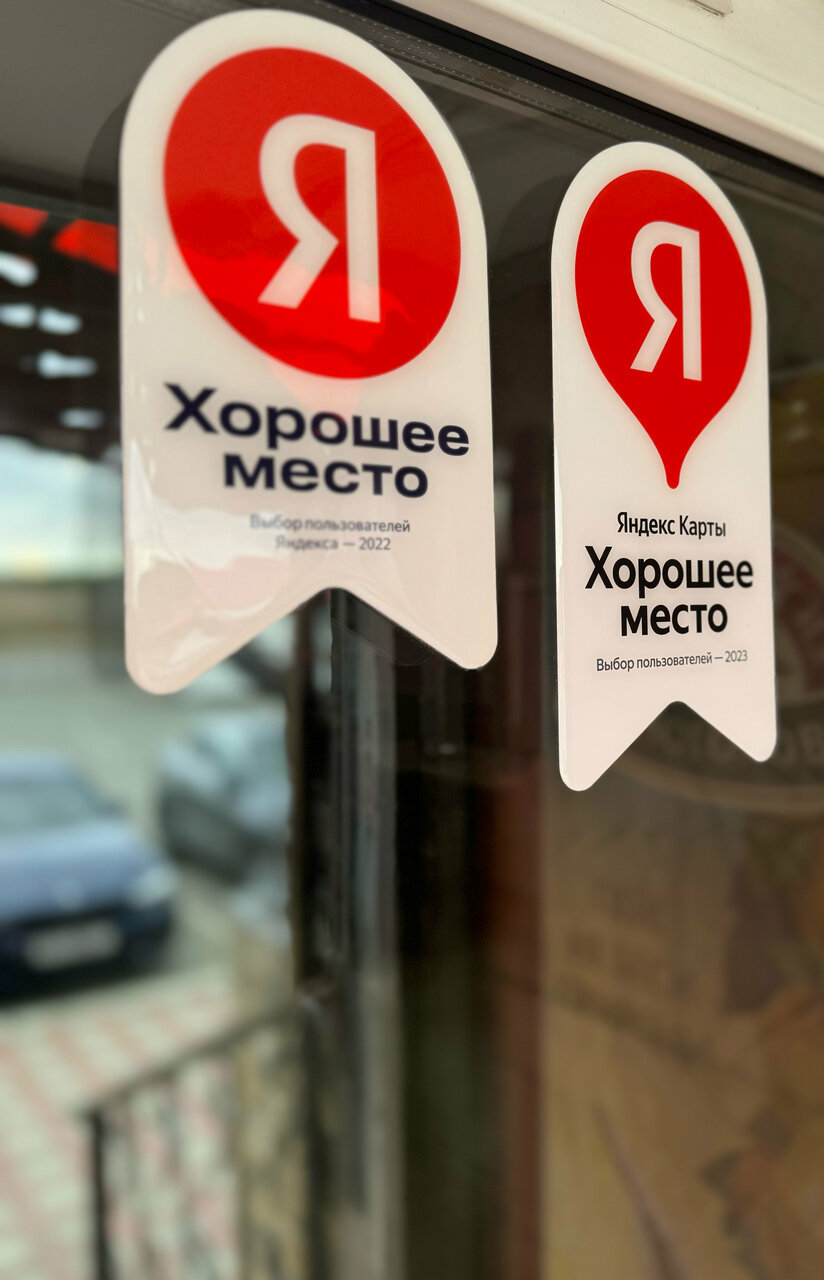 Я
Хорошее
место
Выбор пользователей
Яндекса — 2022
Я
Яндекс Карты
Хорошее
место
Выбор пользователей — 2023